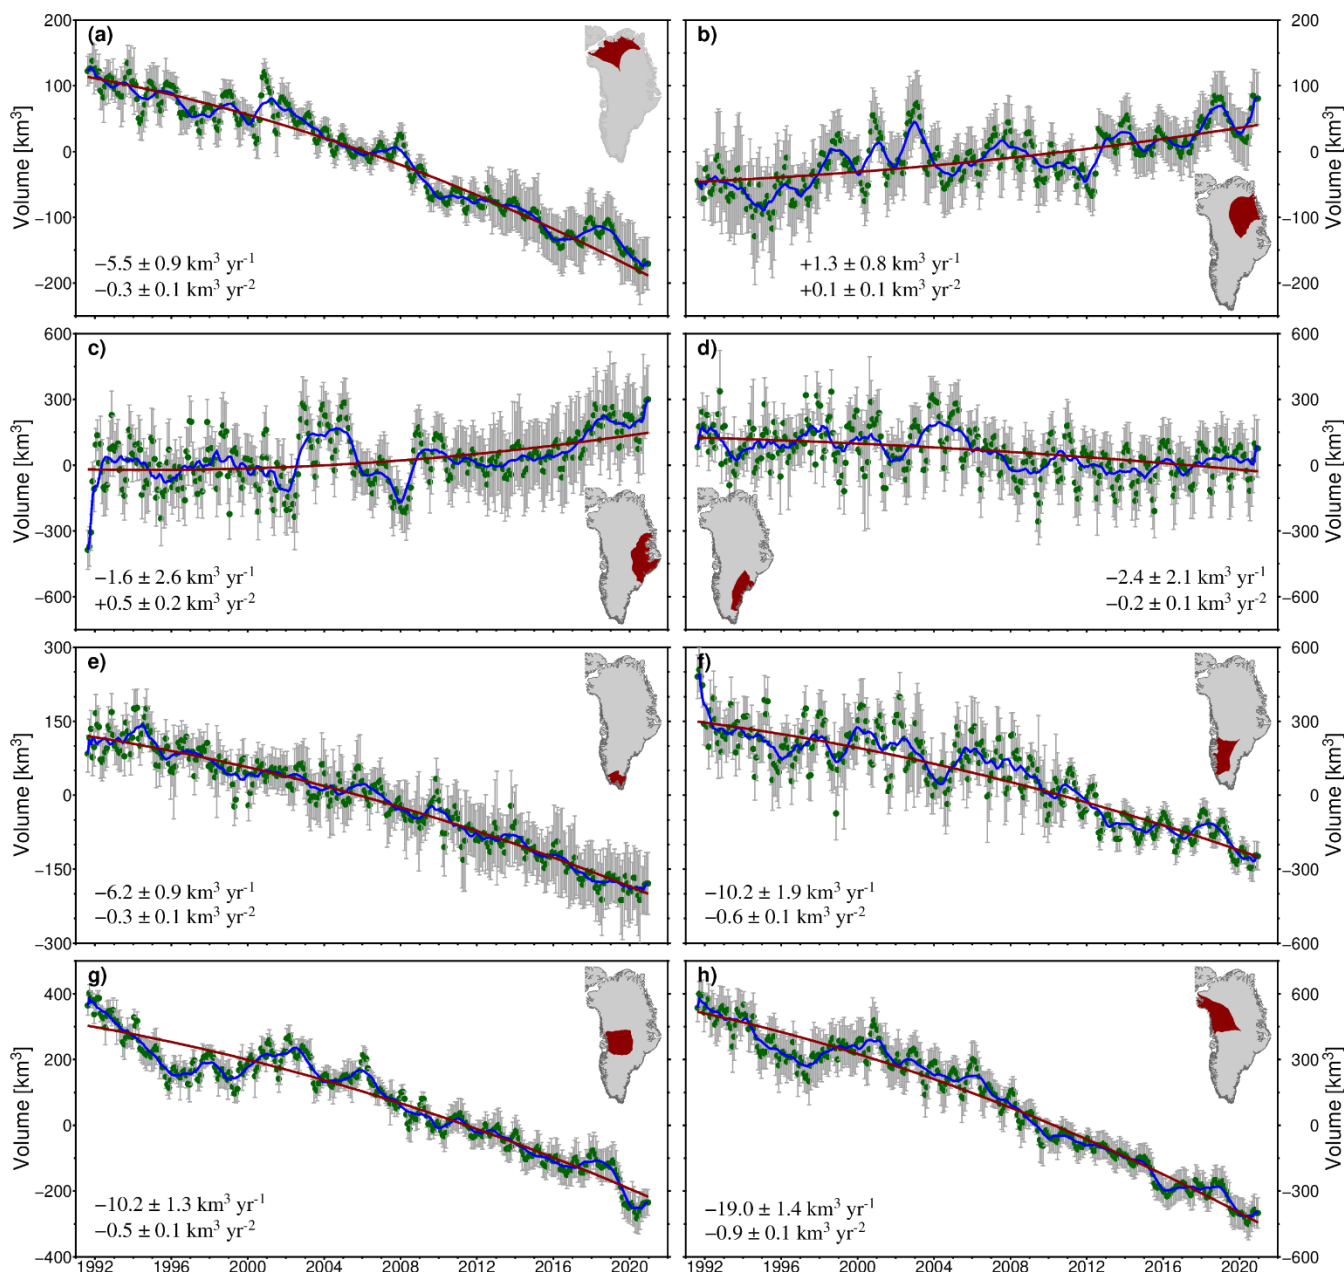 (a)
200
100
0
−100
−200
Volume [km³]
−5.5 ± 0.9 km³ yr⁻¹
−0.3 ± 0.1 km³ yr⁻²
b)
200
100
0
−100
−200
Volume [km³]
+1.3 ± 0.8 km³ yr⁻¹
+0.1 ± 0.1 km³ yr⁻²
c)
600
300
0
−300
−600
Volume [km³]
−1.6 ± 2.6 km³ yr⁻¹
+0.5 ± 0.2 km³ yr⁻²
d)
600
300
0
−300
−600
Volume [km³]
−2.4 ± 2.1 km³ yr⁻¹
−0.2 ± 0.1 km³ yr⁻²
e)
300
150
0
−150
−300
Volume [km³]
−6.2 ± 0.9 km³ yr⁻¹
−0.3 ± 0.1 km³ yr⁻²
f)
600
300
0
−300
−600
Volume [km³]
−10.2 ± 1.9 km³ yr⁻¹
−0.6 ± 0.1 km³ yr⁻²
g)
400
200
0
−200
−400
Volume [km³]
−10.2 ± 1.3 km³ yr⁻¹
−0.5 ± 0.1 km³ yr⁻²
1992 1996 2000 2004 2008 2012 2016 2020
h)
600
300
0
−300
−600
Volume [km³]
−19.0 ± 1.4 km³ yr⁻¹
−0.9 ± 0.1 km³ yr⁻²
1992 1996 2000 2004 2008 2012 2016 2020